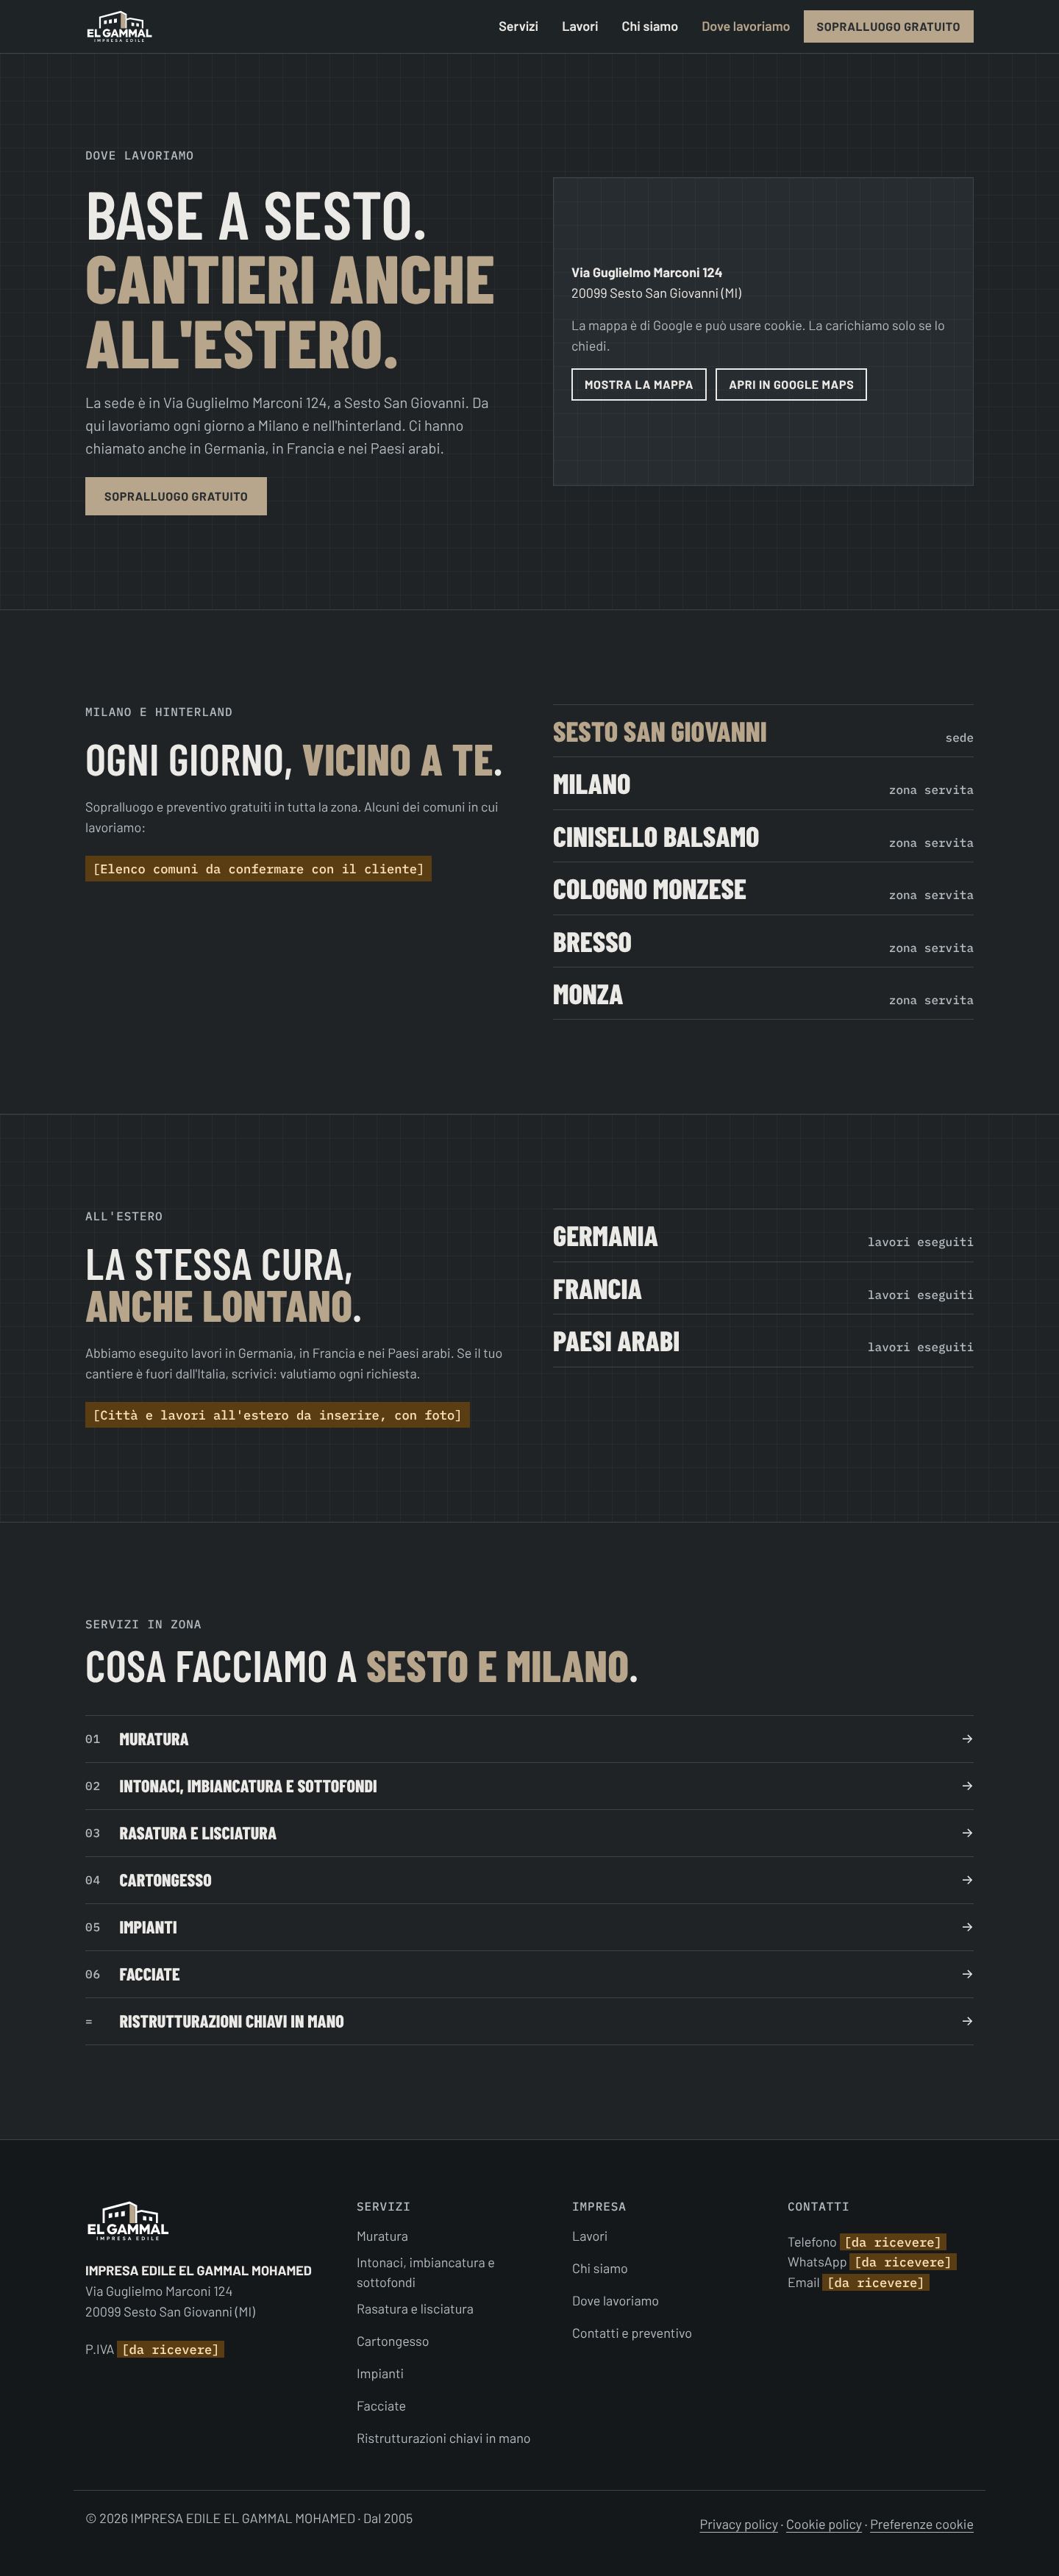 EL GAMMAL
IMPRESA EDILE
Servizi
Lavori
Chi siamo
Dove lavoriamo
SOPRALLUOGO GRATUITO
DOVE LAVORIAMO
BASE A SESTO.
CANTIERI ANCHE
ALL'ESTERO.
La sede è in Via Guglielmo Marconi 124, a Sesto San Giovanni. Da
qui lavoriamo ogni giorno a Milano e nell'hinterland. Ci hanno
chiamato anche in Germania, in Francia e nei Paesi arabi.
SOPRALLUOGO GRATUITO
Via Guglielmo Marconi 124
20099 Sesto San Giovanni (MI)
La mappa è di Google e può usare cookie. La carichiamo solo se lo
chiedi.
MOSTRA LA MAPPA
APRI IN GOOGLE MAPS
MILANO E HINTERLAND
OGNI GIORNO, VICINO A TE.
Sopralluogo e preventivo gratuiti in tutta la zona. Alcuni dei comuni in cui
lavoriamo:
[Elenco comuni da confermare con il cliente]
SESTO SAN GIOVANNI sede
MILANO zona servita
CINISELLO BALSAMO zona servita
COLOGNO MONZESE zona servita
BRESSO zona servita
MONZA zona servita
ALL'ESTERO
LA STESSA CURA,
ANCHE LONTANO.
Abbiamo eseguito lavori in Germania, in Francia e nei Paesi arabi. Se il tuo
cantiere è fuori dall'Italia, scrivici: valutiamo ogni richiesta.
[Città e lavori all'estero da inserire, con foto]
GERMANIA lavori eseguiti
FRANCIA lavori eseguiti
PAESI ARABI lavori eseguiti
SERVIZI IN ZONA
COSA FACCIAMO A SESTO E MILANO.
01 MURATURA →
02 INTONACI, IMBIANCATURA E SOTTOFONDI →
03 RASATURA E LISCIATURA →
04 CARTONGESSO →
05 IMPIANTI →
06 FACCIATE →
= RISTRUTTURAZIONI CHIAVI IN MANO →
EL GAMMAL
IMPRESA EDILE
IMPRESA EDILE EL GAMMAL MOHAMED
Via Guglielmo Marconi 124
20099 Sesto San Giovanni (MI)
P.IVA [da ricevere]
SERVIZI
Muratura
Intonaci, imbiancatura e
sottofondi
Rasatura e lisciatura
Cartongesso
Impianti
Facciate
Ristrutturazioni chiavi in mano
IMPRESA
Lavori
Chi siamo
Dove lavoriamo
Contatti e preventivo
CONTATTI
Telefono [da ricevere]
WhatsApp [da ricevere]
Email [da ricevere]
© 2026 IMPRESA EDILE EL GAMMAL MOHAMED · Dal 2005
Privacy policy · Cookie policy · Preferenze cookie